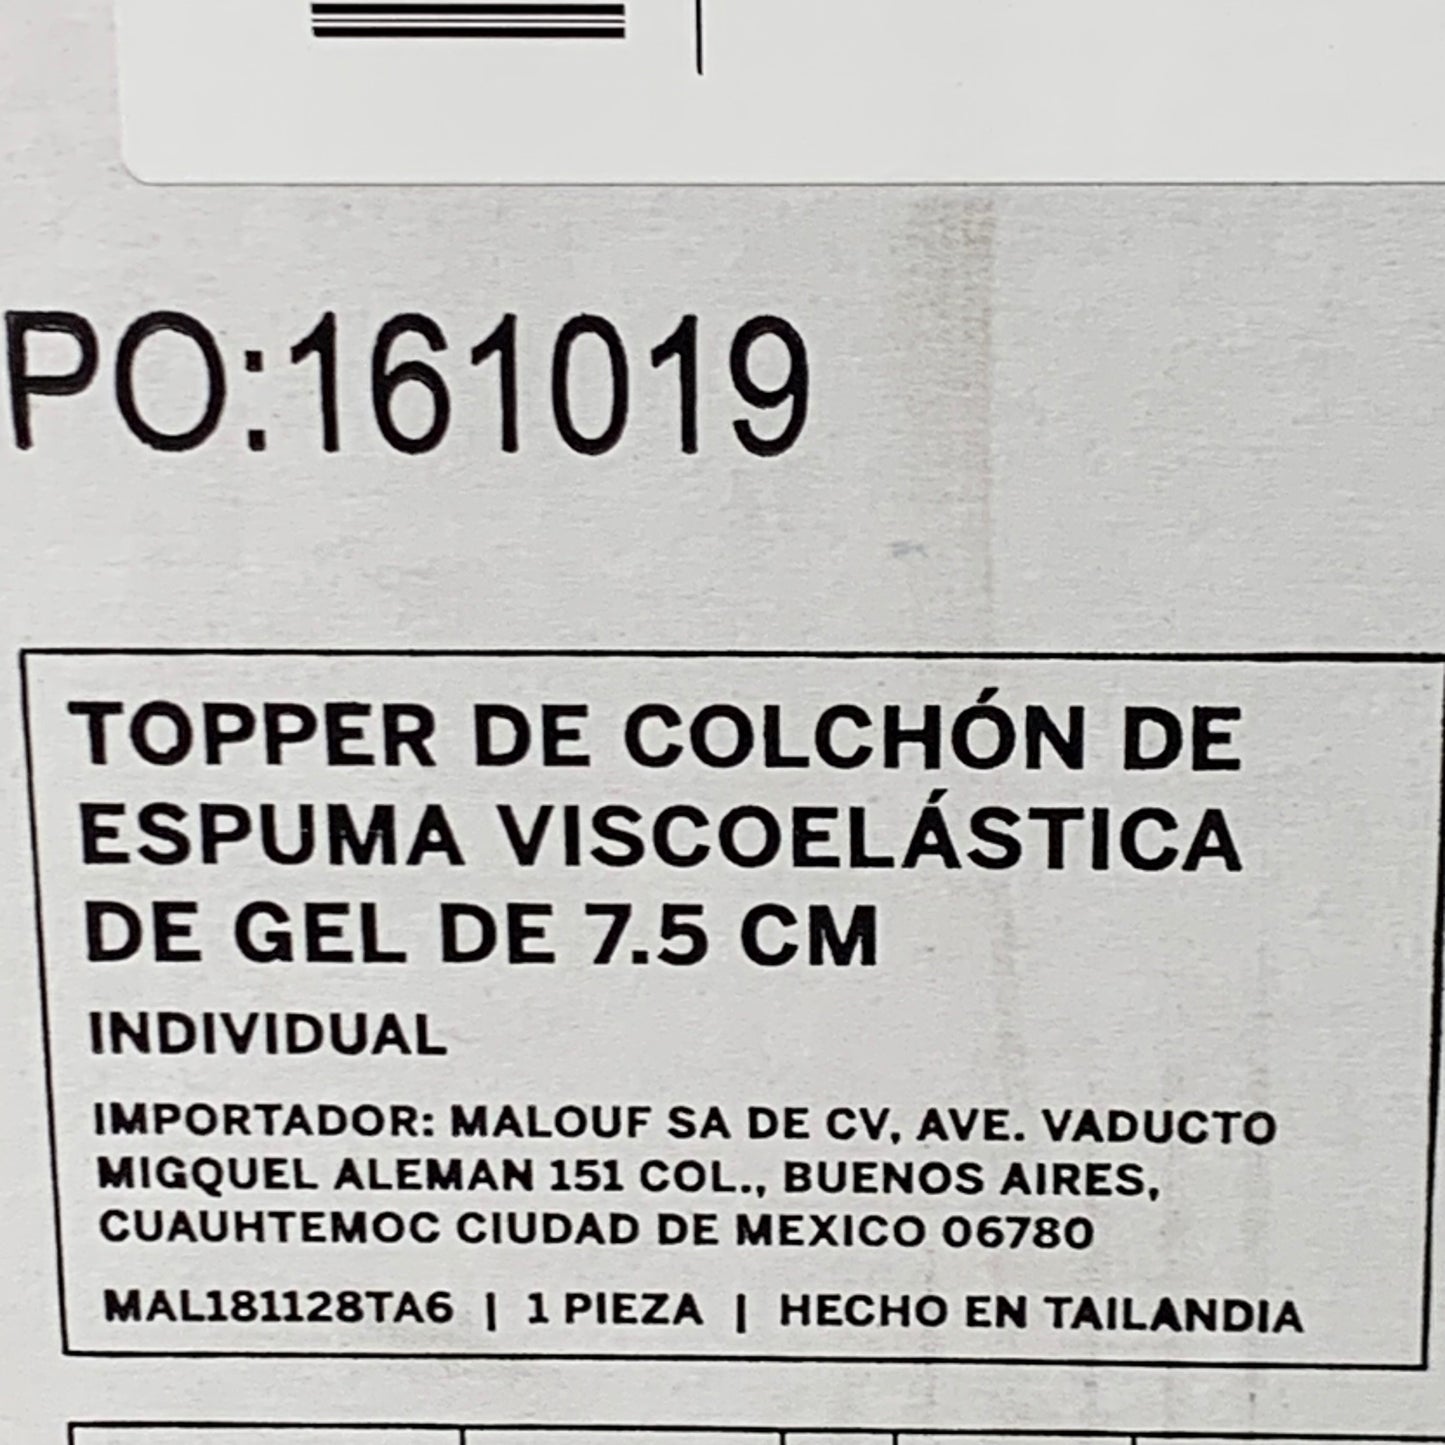 PO:161019
TOPPER DE COLCHÓN DE
ESPUMA VISCOELÁSTICA
DE GEL DE 7.5 CM
INDIVIDUAL
IMPORTADOR: MALOUF SA DE CV, AVE. VADUCTO
MIGQUEL ALEMAN 151 COL., BUENOS AIRES,
CUAUHTEMOC CIUDAD DE MEXICO 06780
MAL181128TA6 | 1 PIEZA | HECHO EN TAILANDIA